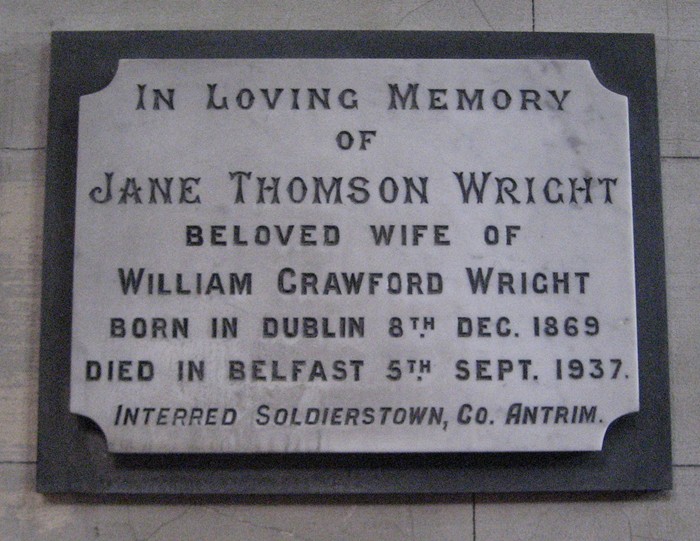 IN LOVING MEMORY
OF
JANE THOMSON WRIGHT
BELOVED WIFE OF
WILLIAM CRAWFORD WRIGHT
BORN IN DUBLIN 8TH. DEC. 1869
DIED IN BELFAST 5TH. SEPT. 1937.
INTERRED SOLDIERSTOWN, CO. ANTRIM.